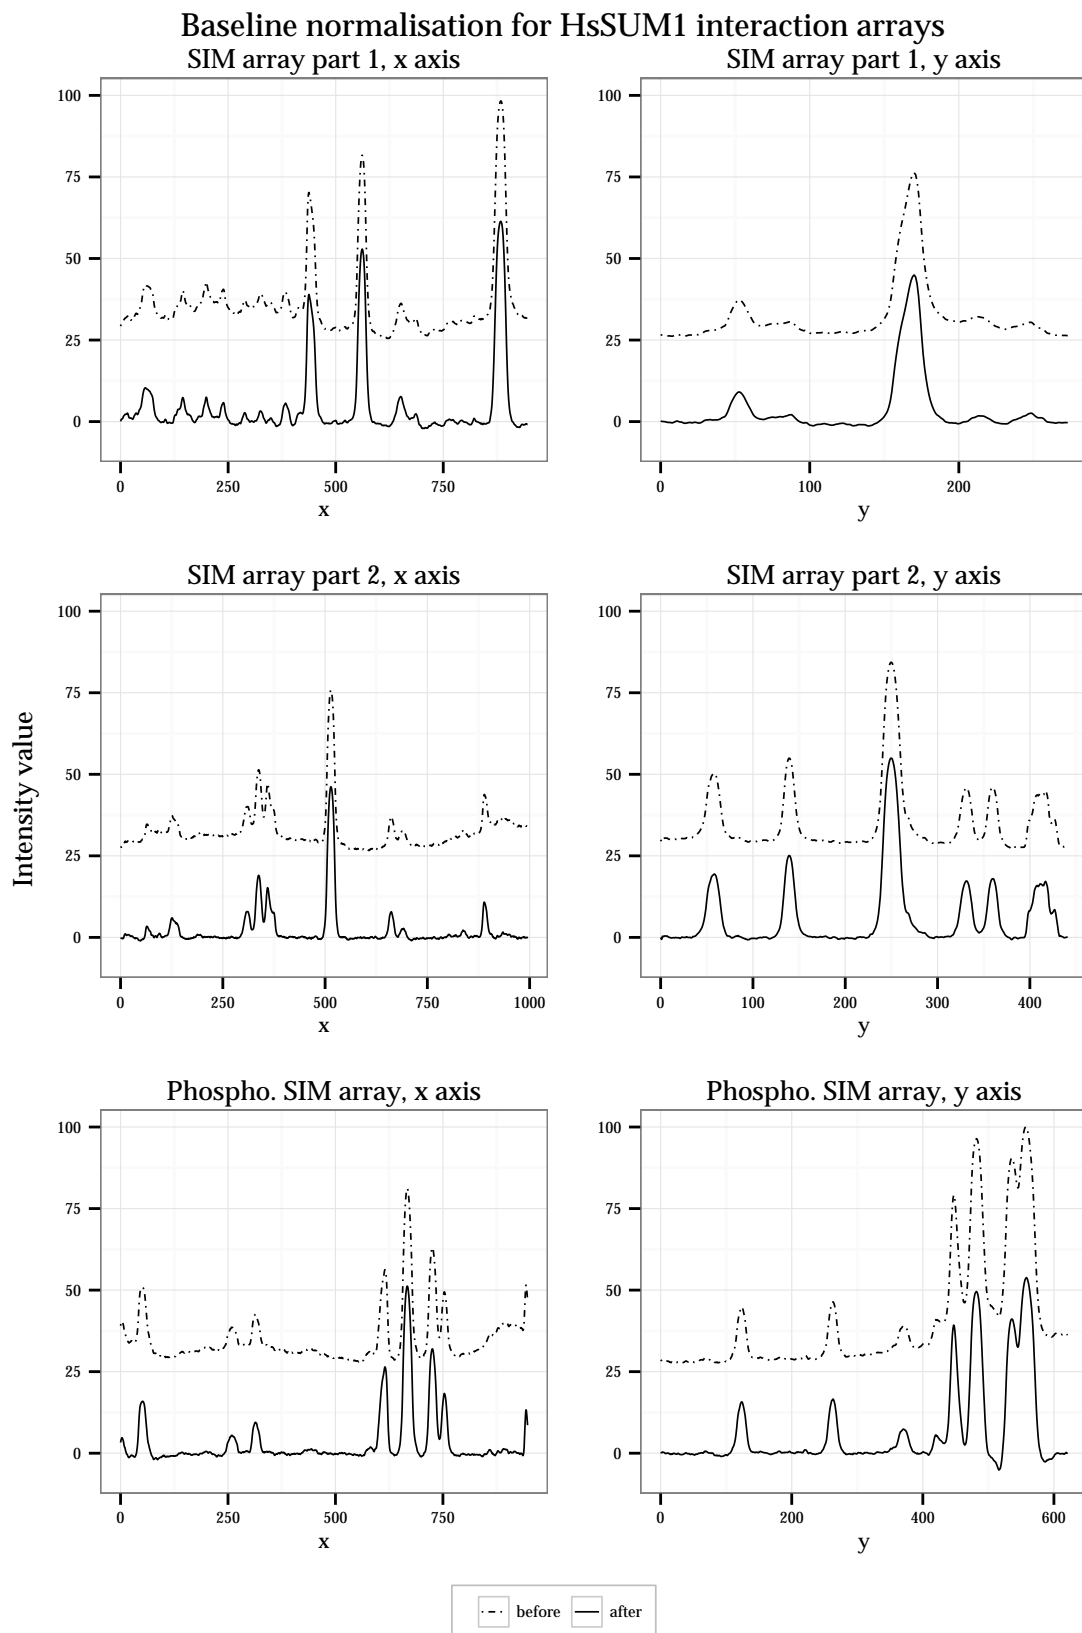 Baseline normalisation for HsSUM1 interaction arrays
SIM array part 1, x axis
SIM array part 1, y axis
100
75
50
25
0
0 250 500 750
x
100
75
50
25
0
0 100 200
y
SIM array part 2, x axis
SIM array part 2, y axis
Intensity value
100
75
50
25
0
0 250 500 750 1000
x
100
75
50
25
0
0 100 200 300 400
y
Phospho. SIM array, x axis
Phospho. SIM array, y axis
100
75
50
25
0
0 250 500 750
x
100
75
50
25
0
0 200 400 600
y
before after